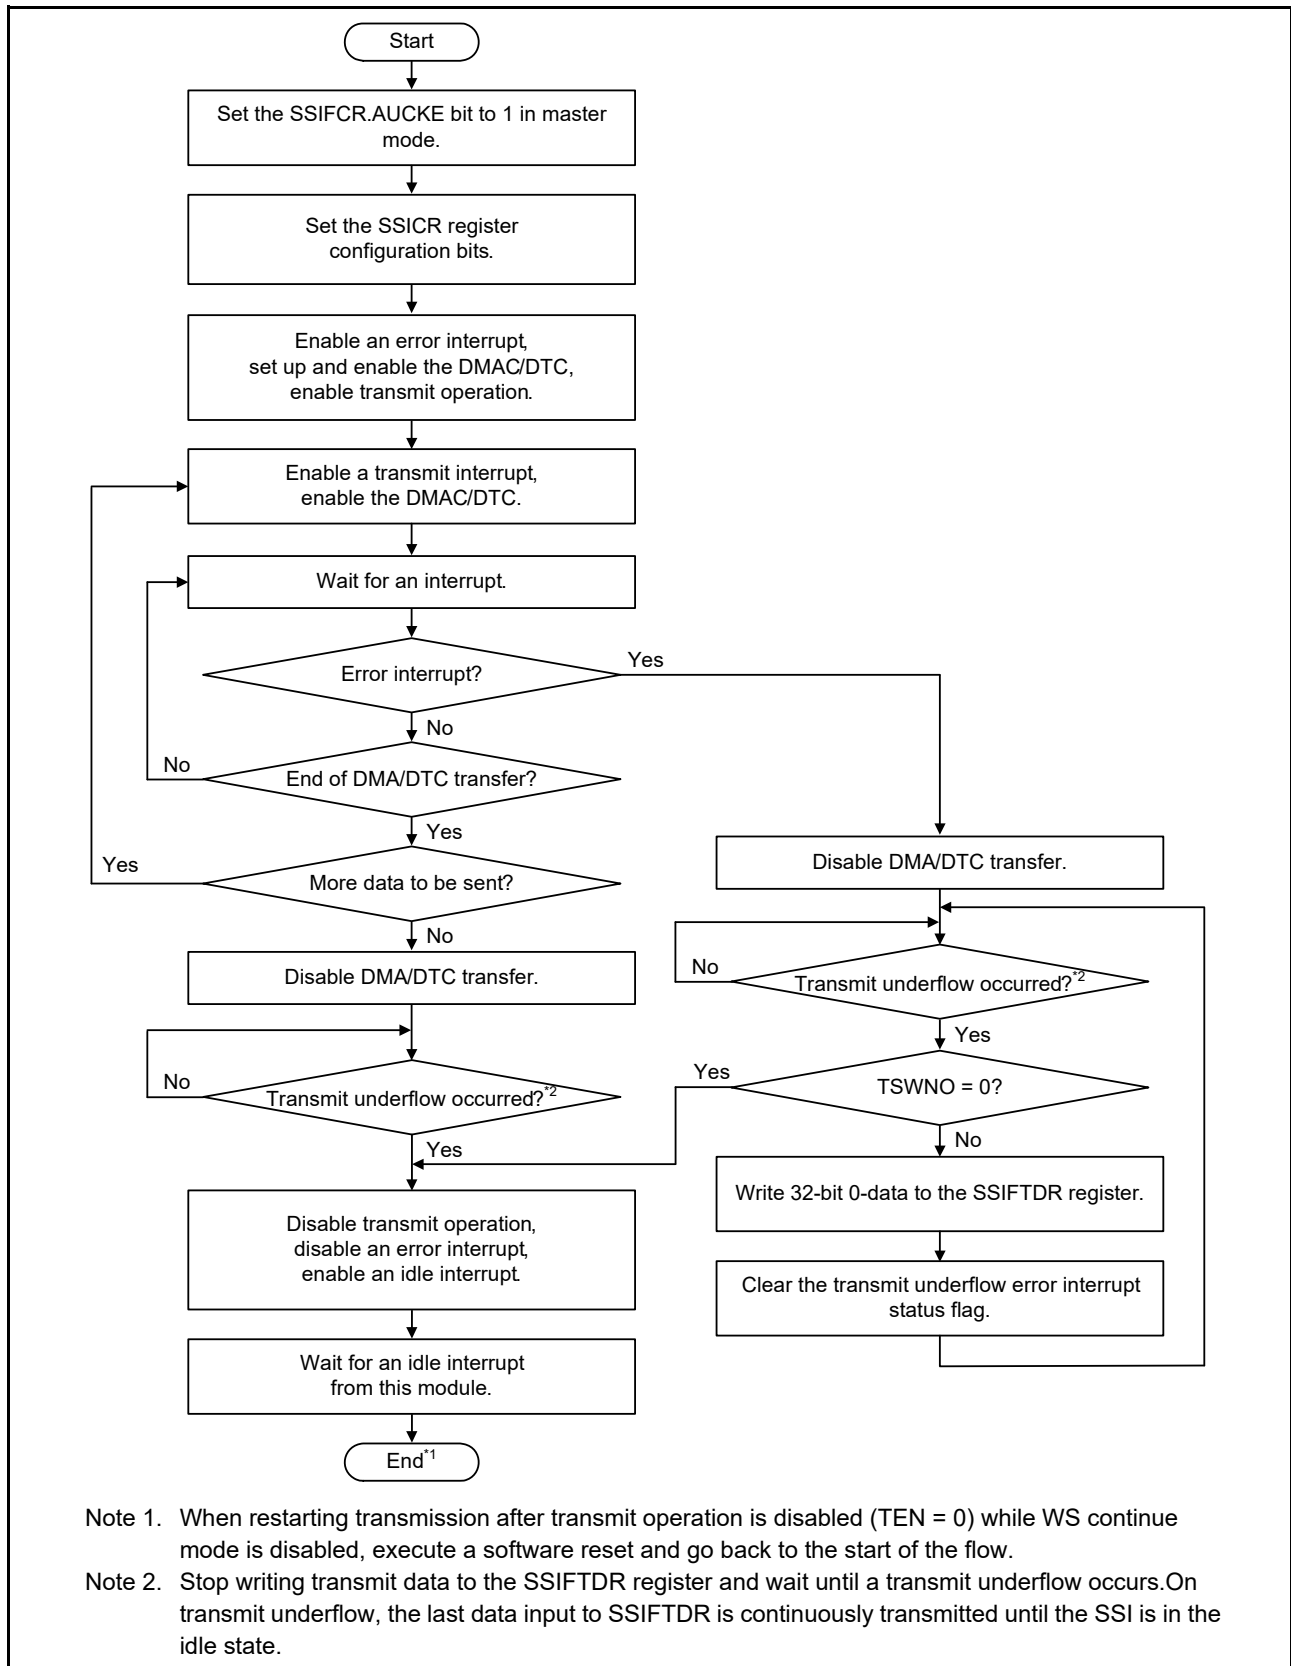 Start
Set the SSIFCR.AUCKE bit to 1 in master
mode.
Set the SSICR register
configuration bits.
Enable an error interrupt,
set up and enable the DMAC/DTC,
enable transmit operation.
Enable a transmit interrupt,
enable the DMAC/DTC.
Wait for an interrupt.
Error interrupt?
Yes
No
End of DMA/DTC transfer?
No
Yes
More data to be sent?
Yes
No
Disable DMA/DTC transfer.
Transmit underflow occurred?*2
No
Yes
Disable transmit operation,
disable an error interrupt,
enable an idle interrupt.
Wait for an idle interrupt
from this module.
End*1
Disable DMA/DTC transfer.
Transmit underflow occurred?*2
No
Yes
TSWNO = 0?
Yes
No
Write 32-bit 0-data to the SSIFTDR register.
Clear the transmit underflow error interrupt
status flag.
Note 1. When restarting transmission after transmit operation is disabled (TEN = 0) while WS continue
mode is disabled, execute a software reset and go back to the start of the flow.
Note 2. Stop writing transmit data to the SSIFTDR register and wait until a transmit underflow occurs.On
transmit underflow, the last data input to SSIFTDR is continuously transmitted until the SSI is in the
idle state.